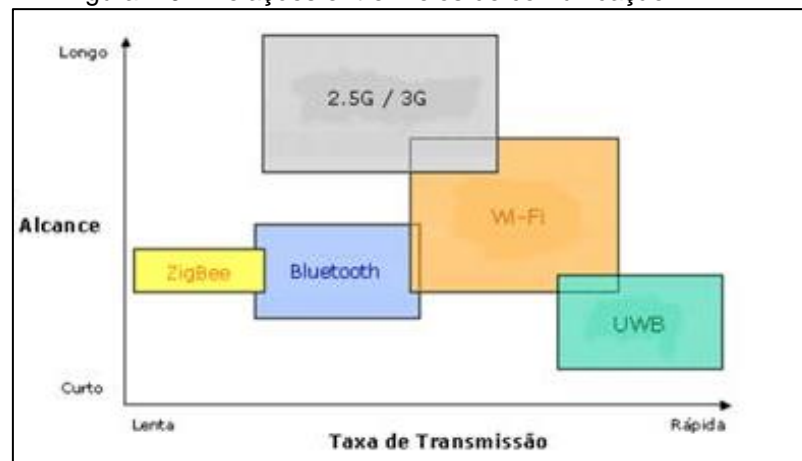 Longo
2.5G / 3G
Wi-Fi
Alcance
ZigBee
Bluetooth
UWB
Curto
Lenta
Rápida
Taxa de Transmissão